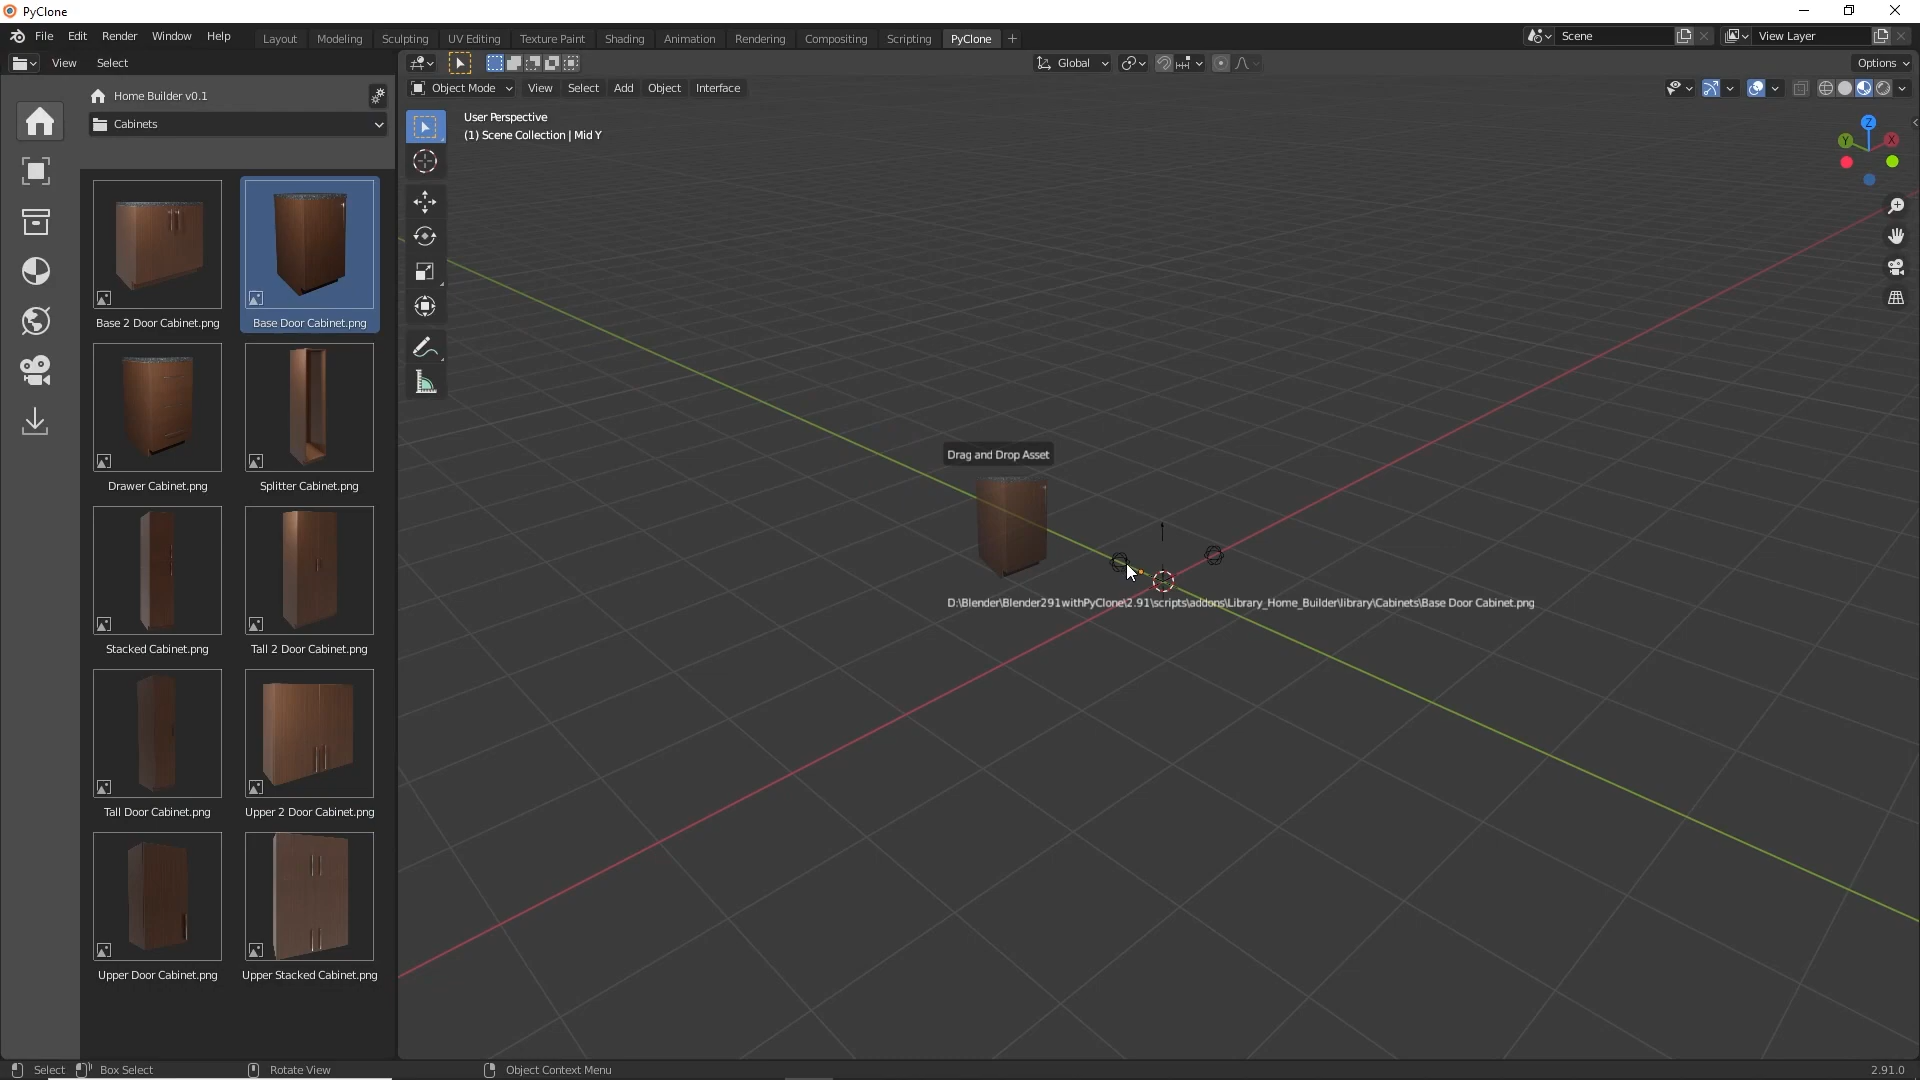 PyClone
File Edit Render Window Help Layout Modeling Sculpting UV Editing Texture Paint Shading Animation Rendering Compositing Scripting PyClone Scene View Layer
View Select Global Options
Object Mode View Select Add Object Interface
Home Builder v0.1
Cabinets
User Perspective
(1) Scene Collection | Mid Y
Z
Y
X
Base 2 Door Cabinet.png Base Door Cabinet.png
Drag and Drop Asset
Drawer Cabinet.png Splitter Cabinet.png
D:\Blender\Blender291withPyClone\2.91\scripts\addons\Library_Home_Builder\library\Cabinets\Base Door Cabinet.png
Stacked Cabinet.png Tall 2 Door Cabinet.png
Tall Door Cabinet.png Upper 2 Door Cabinet.png
Upper Door Cabinet.png Upper Stacked Cabinet.png
Select Box Select Rotate View Object Context Menu 2.91.0